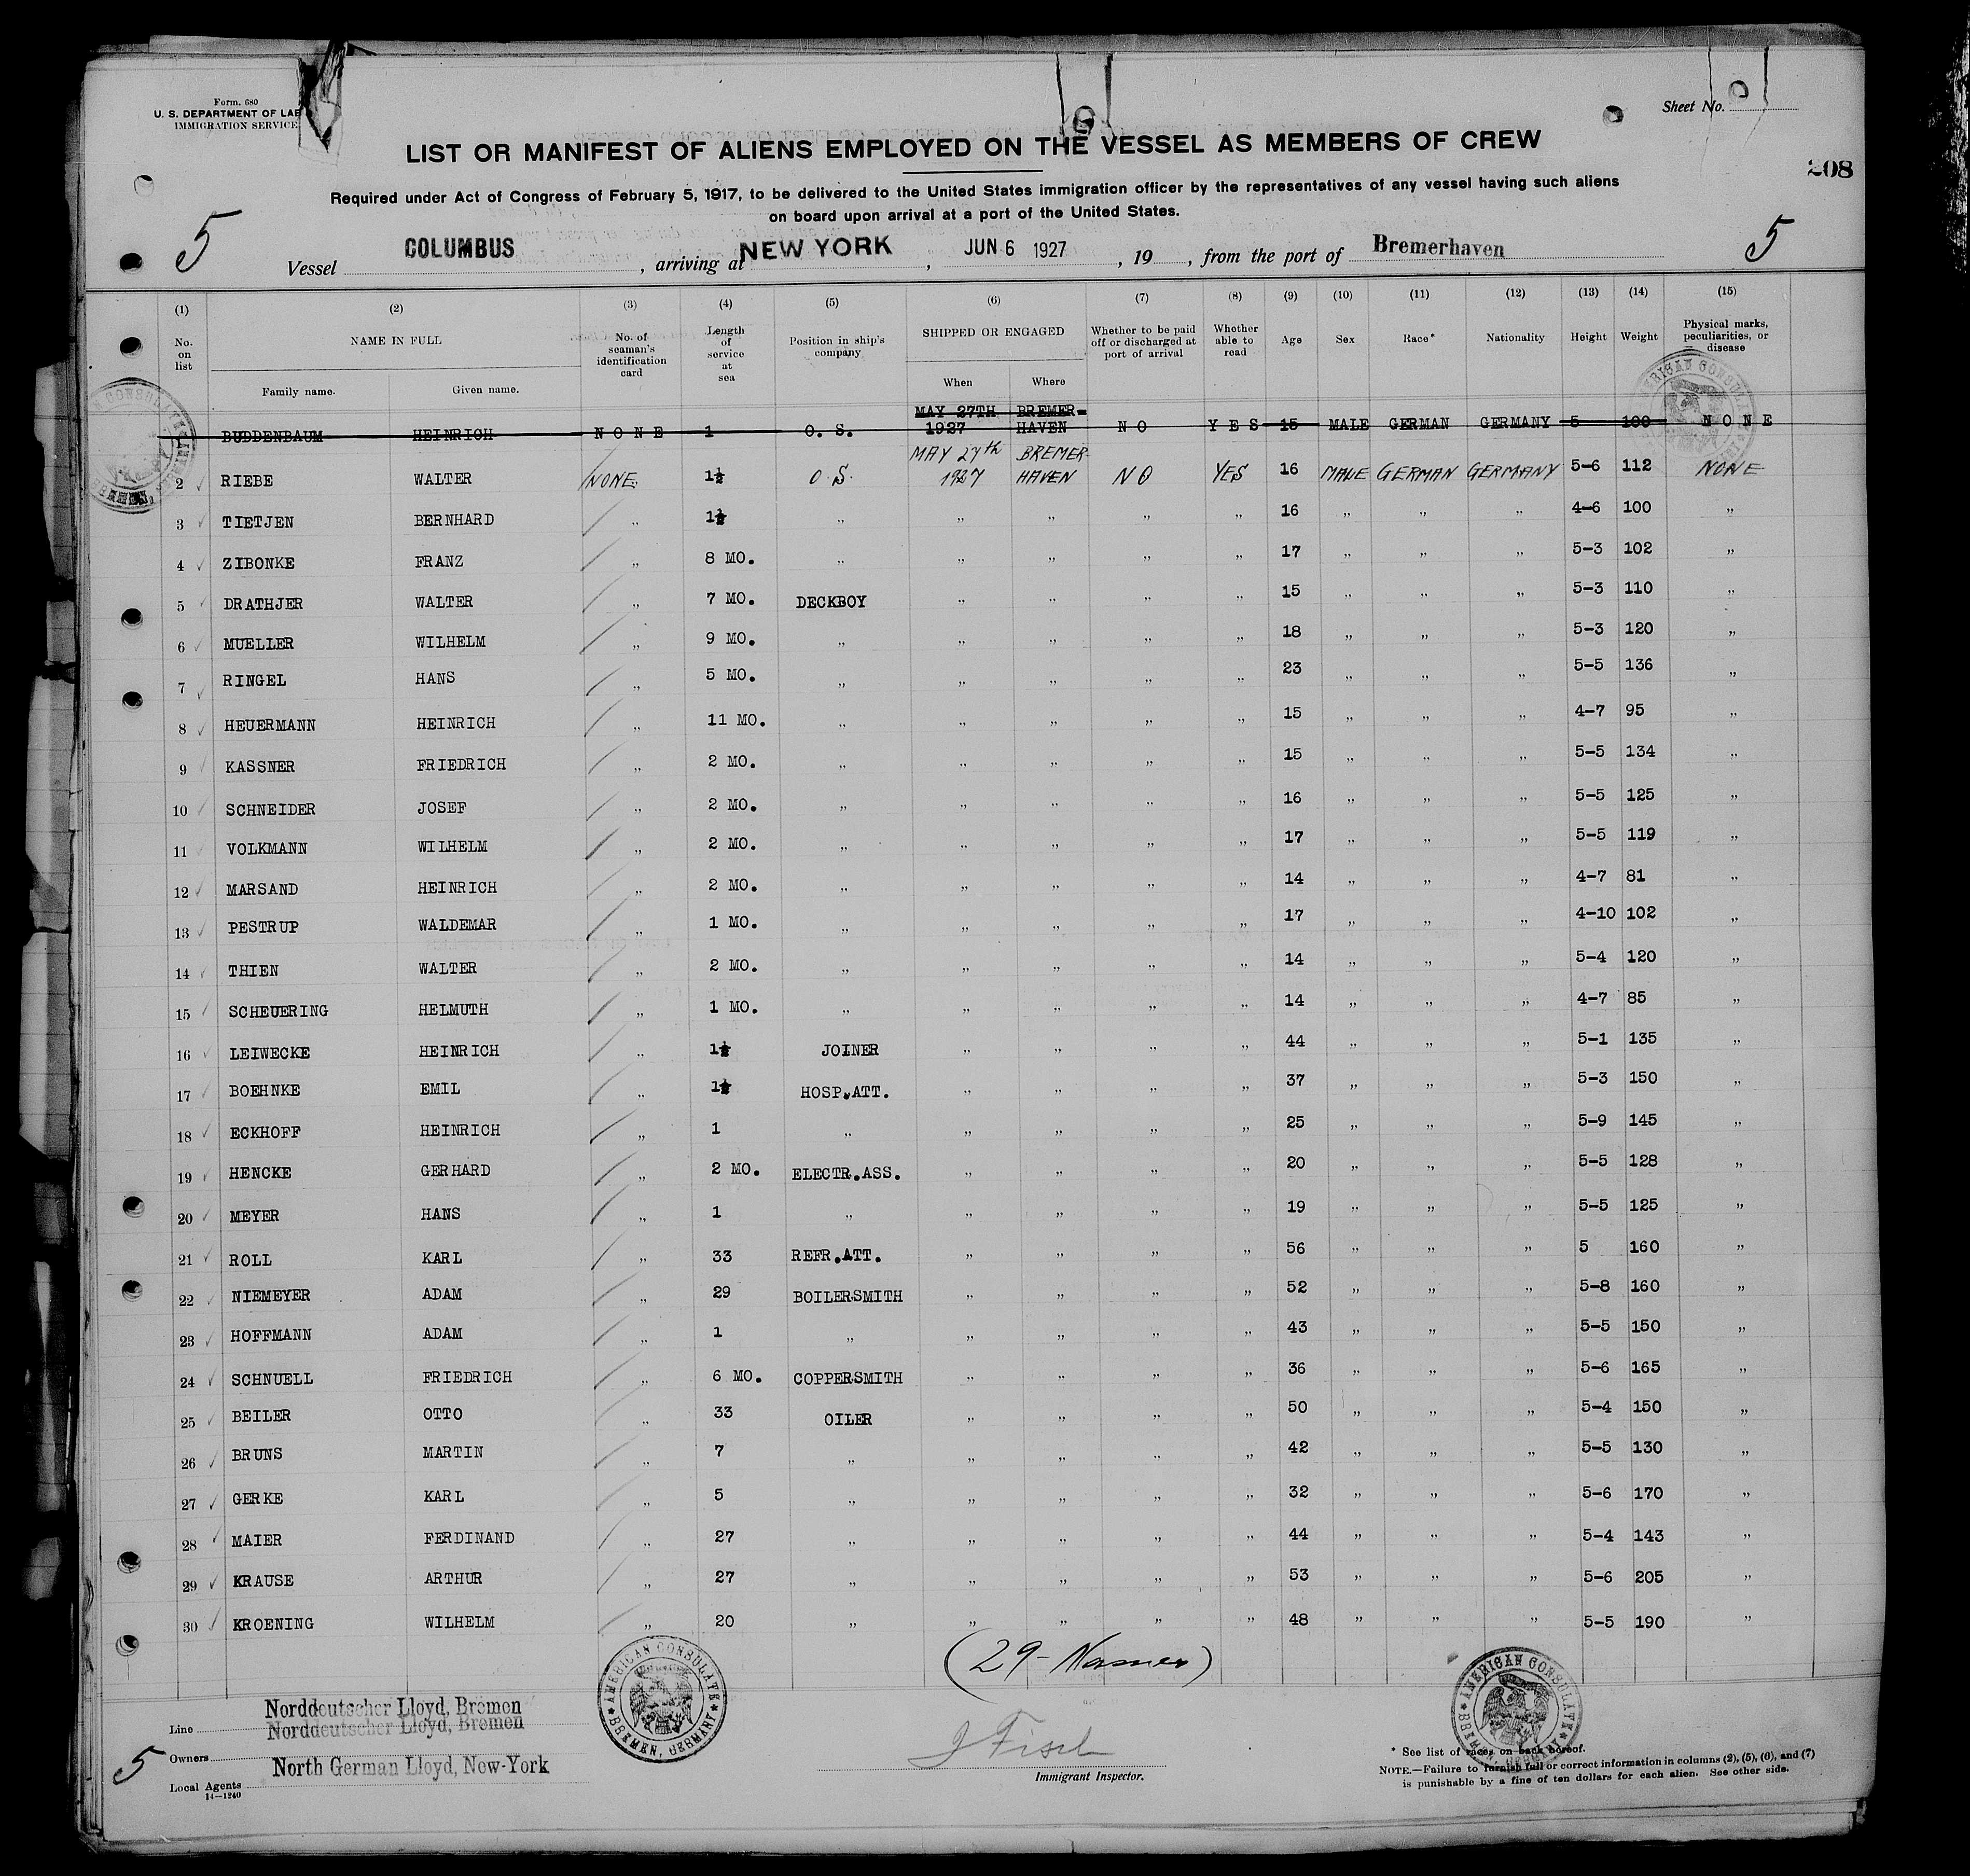 Form. 680
U. S. DEPARTMENT OF LAB
IMMIGRATION SERVICE
Sheet No.
LIST OR MANIFEST OF ALIENS EMPLOYED ON THE VESSEL AS MEMBERS OF CREW
208
Required under Act of Congress of February 5, 1917, to be delivered to the United States immigration officer by the representatives of any vessel having such aliens
on board upon arrival at a port of the United States.
5 Vessel COLUMBUS, arriving at NEW YORK, JUN 6 1927, 19, from the port of Bremerhaven 5
(1) (2) (3) (4) (5) (6) (7) (8) (9) (10) (11) (12) (13) (14) (15)
No. on list NAME IN FULL Family name. Given name. No. of seaman's identification card Length of service at sea Position in ship's company SHIPPED OR ENGAGED When Where Whether to be paid off or discharged at port of arrival Whether able to read Age Sex Race* Nationality Height Weight Physical marks, peculiarities, or disease
1 BUDDENBAUM HEINRICH NONE 1 O. S. MAY 27TH 1927 BREMER-HAVEN NO YES 15 MALE GERMAN GERMANY 5 100 NONE
2 RIEBE WALTER NONE 1½ O.S. MAY 27th 1927 BREMER HAVEN NO YES 16 MALE GERMAN GERMANY 5-6 112 NONE
3 TIETJEN BERNHARD „ 1½ „ „ „ „ „ 16 „ „ „ 4-6 100 „
4 ZIBONKE FRANZ „ 8 MO. „ „ „ „ „ 17 „ „ „ 5-3 102 „
5 DRATHJER WALTER „ 7 MO. DECKBOY „ „ „ „ 15 „ „ „ 5-3 110 „
6 MUELLER WILHELM „ 9 MO. „ „ „ „ „ 18 „ „ „ 5-3 120 „
7 RINGEL HANS „ 5 MO. „ „ „ „ „ 23 „ „ „ 5-5 136 „
8 HEUERMANN HEINRICH „ 11 MO. „ „ „ „ „ 15 „ „ „ 4-7 95 „
9 KASSNER FRIEDRICH „ 2 MO. „ „ „ „ „ 15 „ „ „ 5-5 134 „
10 SCHNEIDER JOSEF „ 2 MO. „ „ „ „ „ 16 „ „ „ 5-5 125 „
11 VOLKMANN WILHELM „ 2 MO. „ „ „ „ „ 17 „ „ „ 5-5 119 „
12 MARSAND HEINRICH „ 2 MO. „ „ „ „ „ 14 „ „ „ 4-7 81 „
13 PESTRUP WALDEMAR „ 1 MO. „ „ „ „ „ 17 „ „ „ 4-10 102 „
14 THIEN WALTER „ 2 MO. „ „ „ „ „ 14 „ „ „ 5-4 120 „
15 SCHEUERING HELMUTH „ 1 MO. „ „ „ „ „ 14 „ „ „ 4-7 85 „
16 LEIWECKE HEINRICH „ 1½ JOINER „ „ „ „ 44 „ „ „ 5-1 135 „
17 BOEHNKE EMIL „ 1½ HOSP.ATT. „ „ „ „ 37 „ „ „ 5-3 150 „
18 ECKHOFF HEINRICH „ 1 „ „ „ „ „ 25 „ „ „ 5-9 145 „
19 HENCKE GERHARD „ 2 MO. ELECTR.ASS. „ „ „ „ 20 „ „ „ 5-5 128 „
20 MEYER HANS „ 1 „ „ „ „ „ 19 „ „ „ 5-5 125 „
21 ROLL KARL „ 33 REFR.ATT. „ „ „ „ 56 „ „ „ 5 160 „
22 NIEMEYER ADAM „ 29 BOILERSMITH „ „ „ „ 52 „ „ „ 5-8 160 „
23 HOFFMANN ADAM „ 1 „ „ „ „ „ 43 „ „ „ 5-5 150 „
24 SCHNUELL FRIEDRICH „ 6 MO. COPPERSMITH „ „ „ „ 36 „ „ „ 5-6 165 „
25 BEILER OTTO „ 33 OILER „ „ „ „ 50 „ „ „ 5-4 150 „
26 BRUNS MARTIN „ 7 „ „ „ „ „ 42 „ „ „ 5-5 130 „
27 GERKE KARL „ 5 „ „ „ „ „ 32 „ „ „ 5-6 170 „
28 MAIER FERDINAND „ 27 „ „ „ „ „ 44 „ „ „ 5-4 143 „
29 KRAUSE ARTHUR „ 27 „ „ „ „ „ 53 „ „ „ 5-6 205 „
30 KROENING WILHELM „ 20 „ „ „ „ „ 48 „ „ „ 5-5 190 „
(29-Names)
AMERICAN CONSULATE BREMEN, GERMANY
AMERICAN CONSULATE BREMEN, GERMANY
Line Norddeutscher Lloyd, Bremen
Norddeutscher Lloyd, Bremen
5 Owners
Local Agents North German Lloyd, New-York
14—1240
J Fisch
Immigrant Inspector.
* See list of races on back hereof.
NOTE.—Failure to furnish full or correct information in columns (2), (5), (6), and (7)
is punishable by a fine of ten dollars for each alien. See other side.